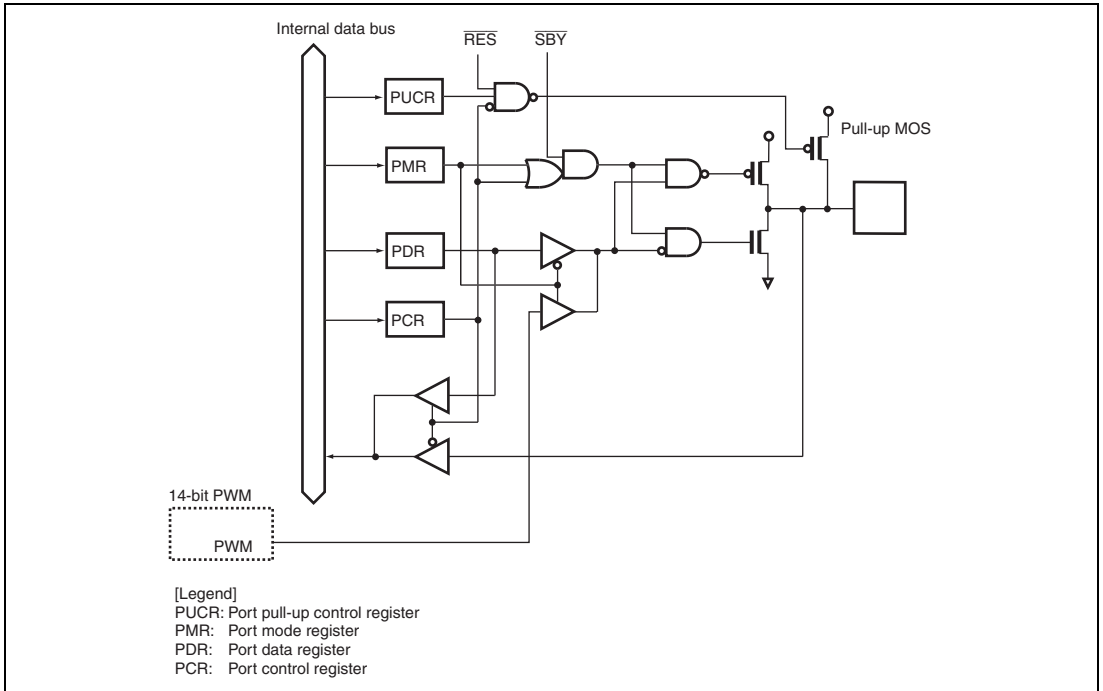 Internal data bus
RES
SBY
PUCR
Pull-up MOS
PMR
PDR
PCR
14-bit PWM
PWM
[Legend]
PUCR: Port pull-up control register
PMR: Port mode register
PDR: Port data register
PCR: Port control register